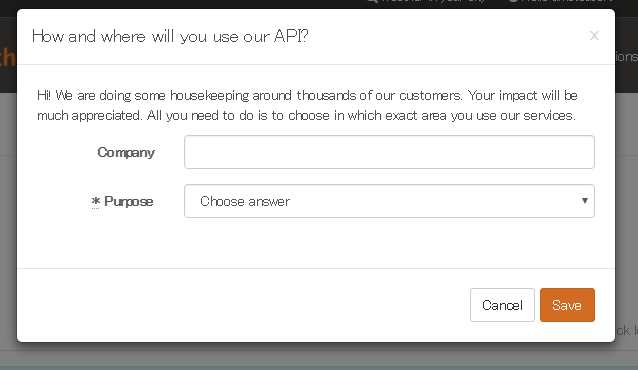 How and where will you use our API?
x
Hi! We are doing some housekeeping around thousands of our customers. Your impact will be
much appreciated. All you need to do is to choose in which exact area you use our services.
Company
* Purpose
Choose answer
Cancel
Save